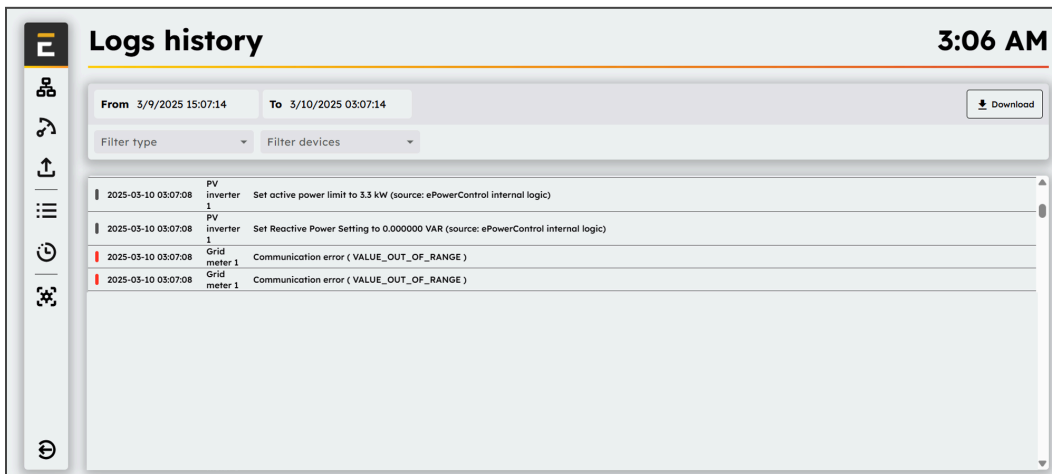 E
Logs history
3:06 AM
From 3/9/2025 15:07:14
To 3/10/2025 03:07:14
Download
Filter type
Filter devices
2025-03-10 03:07:08 PV inverter 1 Set active power limit to 3.3 kW (source: ePowerControl internal logic)
2025-03-10 03:07:08 PV inverter 1 Set Reactive Power Setting to 0.000000 VAR (source: ePowerControl internal logic)
2025-03-10 03:07:08 Grid meter 1 Communication error ( VALUE_OUT_OF_RANGE )
2025-03-10 03:07:08 Grid meter 1 Communication error ( VALUE_OUT_OF_RANGE )